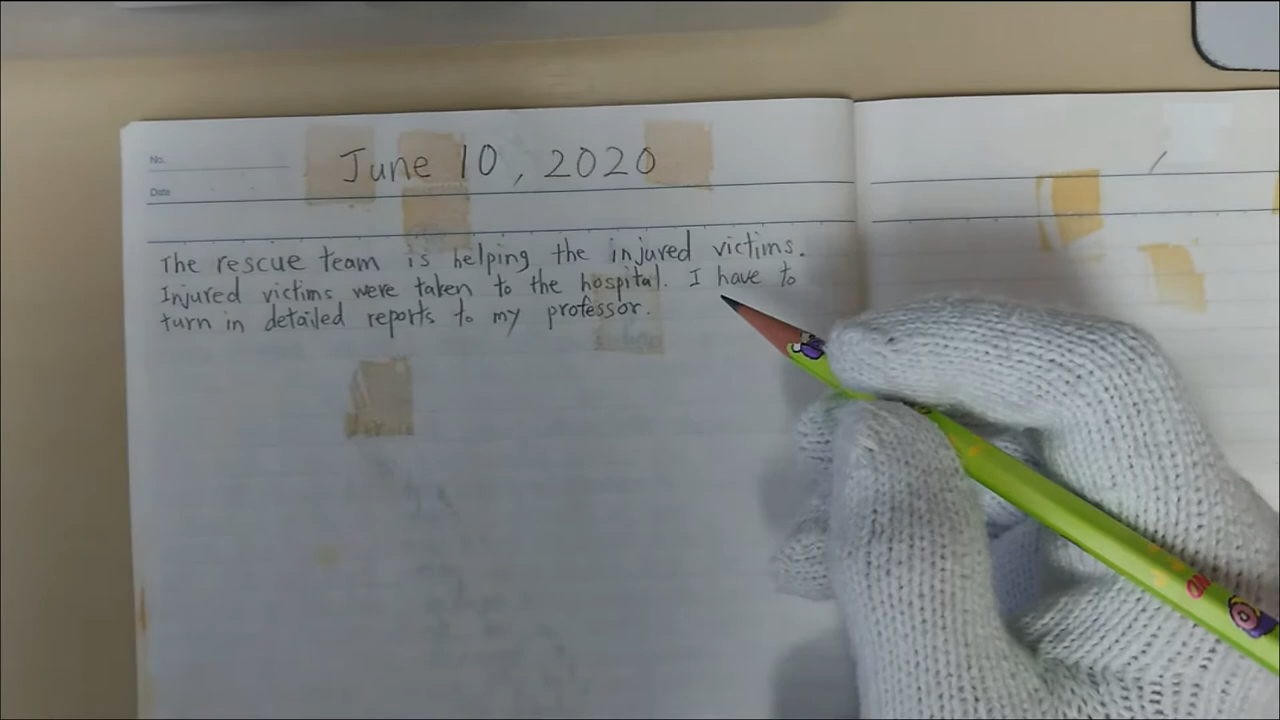 No.
Date
June 10, 2020
The rescue team is helping the injured victims.
Injured victims were taken to the hospital. I have to
turn in detailed reports to my professor.